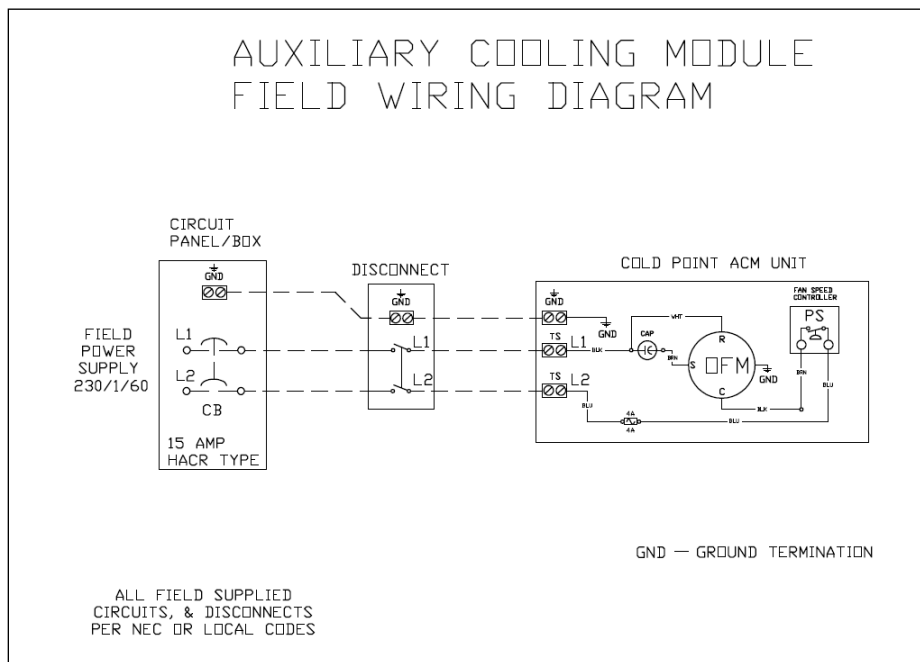 AUXILIARY COOLING MODULE
FIELD WIRING DIAGRAM
CIRCUIT
PANEL/BOX
GND
DISCONNECT
GND
COLD POINT ACM UNIT
GND
FAN SPEED
CONTROLLER
PS
FIELD
POWER
SUPPLY
230/1/60
L1
L2
CB
15 AMP
HACR TYPE
L1
L2
TS
L1
BLK
TS
L2
BLU
GND
WHT
CAP
BRN
R
S
OFM
C
GND
BLK
BRN
BLU
4A
4A
BLU
GND — GROUND TERMINATION
ALL FIELD SUPPLIED
CIRCUITS, & DISCONNECTS
PER NEC OR LOCAL CODES